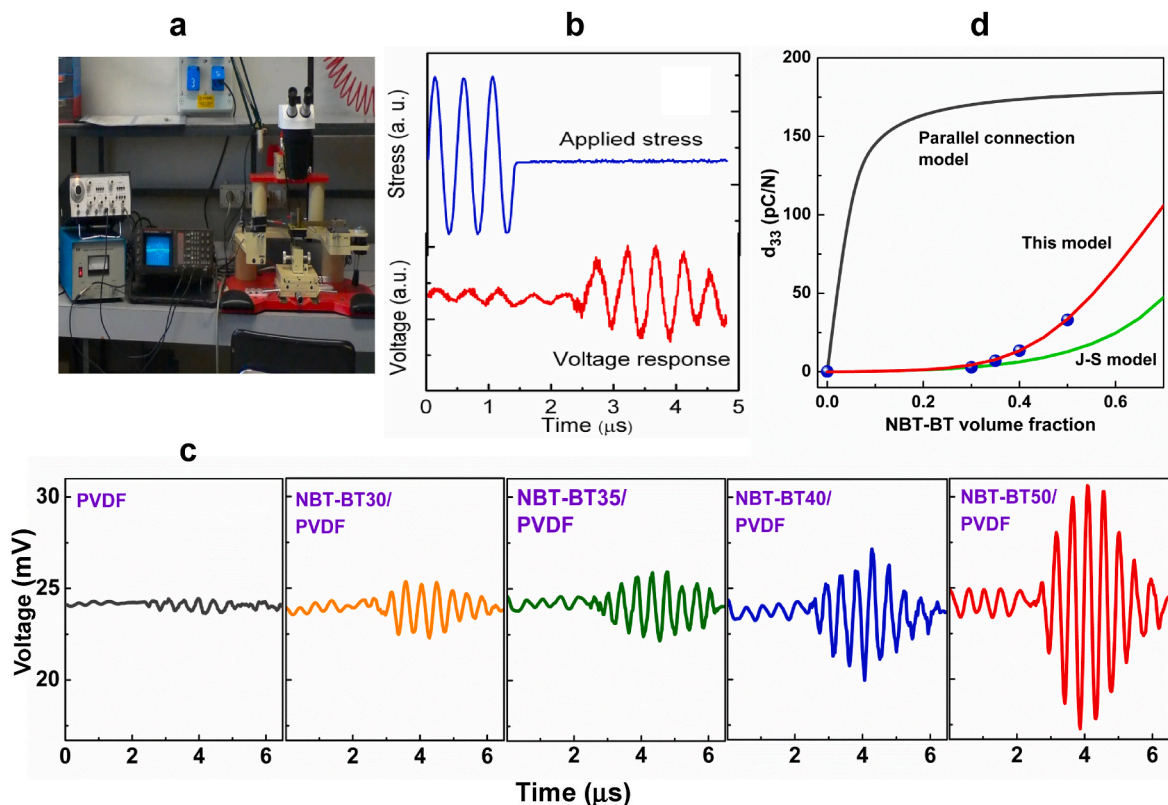 a
b
Stress (a. u.)
Applied stress
Voltage (a.u.)
Voltage response
0 1 2 3 4 5
Time (μs)
d
200
150
100
50
0
d33 (pC/N)
Parallel connection
model
This model
J-S model
0.0 0.2 0.4 0.6
NBT-BT volume fraction
c
30
25
20
Voltage (mV)
PVDF
0 2 4 6
NBT-BT30/
PVDF
2 4 6
NBT-BT35/
PVDF
2 4 6
NBT-BT40/
PVDF
2 4 6
NBT-BT50/
PVDF
2 4 6
Time (μs)